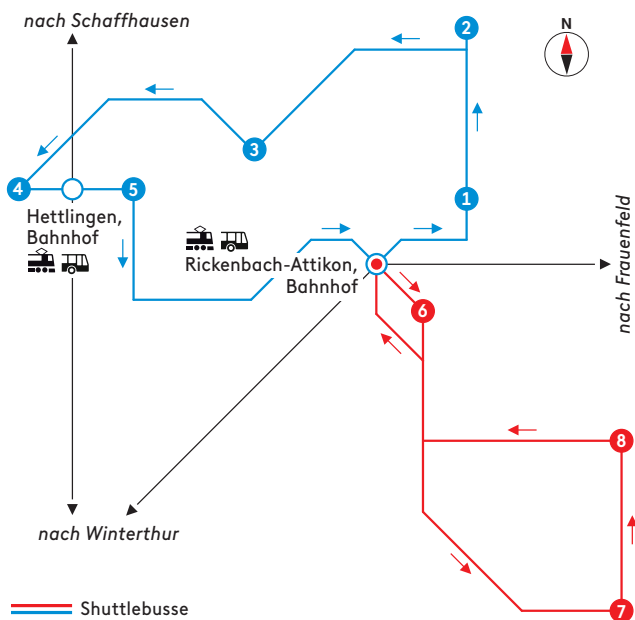 nach Schaffhausen
2
N
3
4
5
1
Hettlingen,
Bahnhof
Rickenbach-Attikon,
Bahnhof
nach Frauenfeld
6
8
nach Winterthur
7
Shuttlebusse